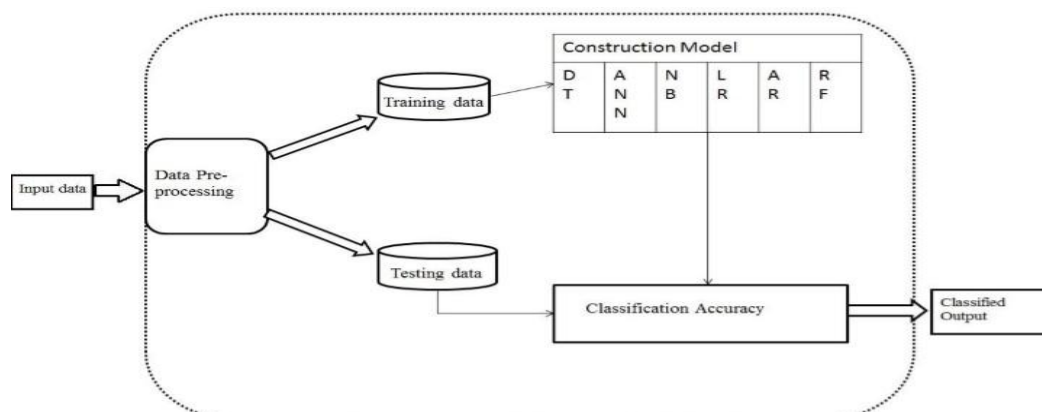 Input data
Data Pre-
processing
Training data
Testing data
Construction Model
D
T
A
N
N
N
B
L
R
A
R
R
F
Classification Accuracy
Classified
Output